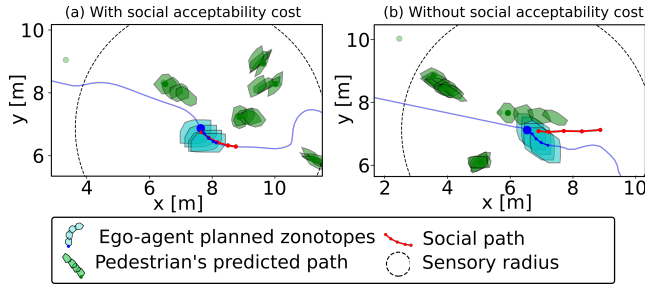 (a) With social acceptability cost
(b) Without social acceptability cost
10
8
6
y [m]
4
6
8
10
x [m]
10
8
6
y [m]
2
4
6
8
10
x [m]
Ego-agent planned zonotopes
Social path
Pedestrian's predicted path
Sensory radius